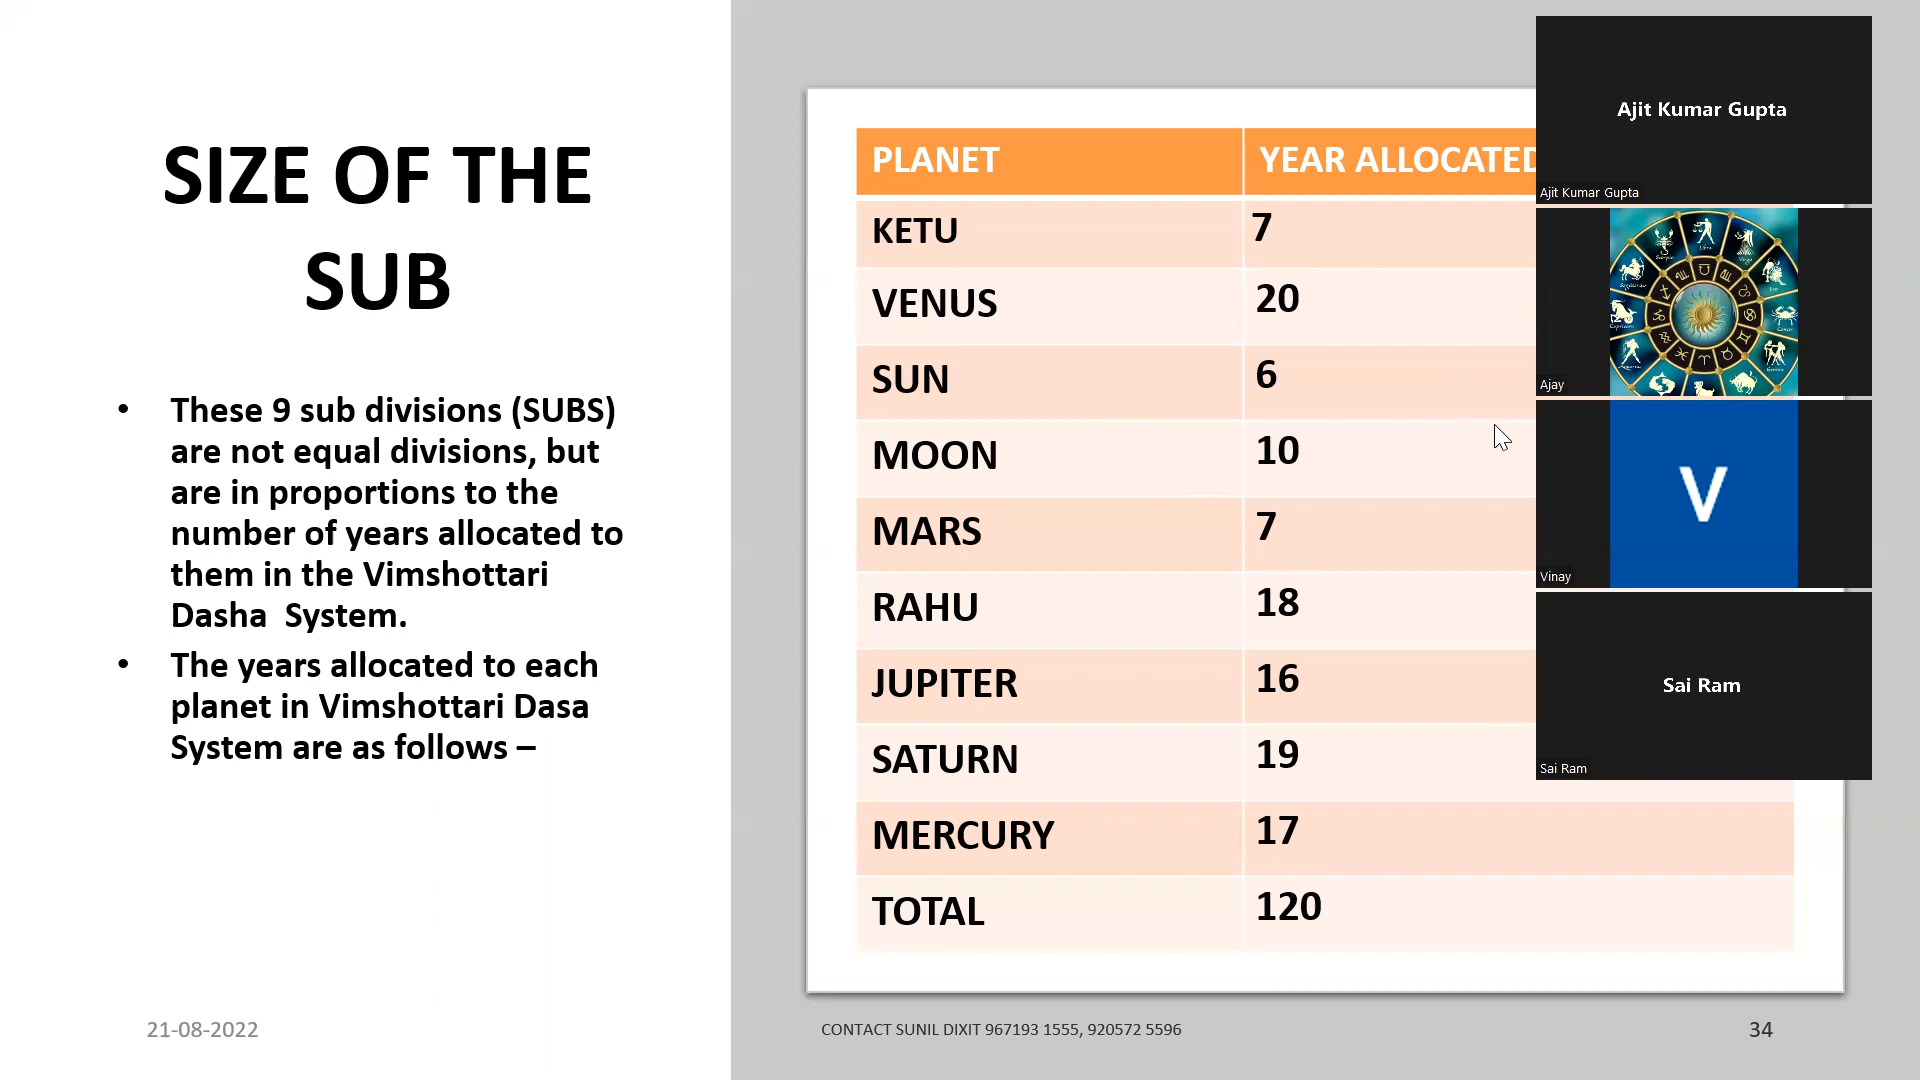 SIZE OF THE
SUB
• These 9 sub divisions (SUBS)
are not equal divisions, but
are in proportions to the
number of years allocated to
them in the Vimshottari
Dasha  System.
• The years allocated to each
planet in Vimshottari Dasa
System are as follows –
PLANET YEAR ALLOCATED
KETU 7
VENUS 20
SUN 6
MOON 10
MARS 7
RAHU 18
JUPITER 16
SATURN 19
MERCURY 17
TOTAL 120
Ajit Kumar Gupta
Ajit Kumar Gupta
Ajay
V
Vinay
Sai Ram
Sai Ram
21-08-2022
CONTACT SUNIL DIXIT 967193 1555, 920572 5596
34